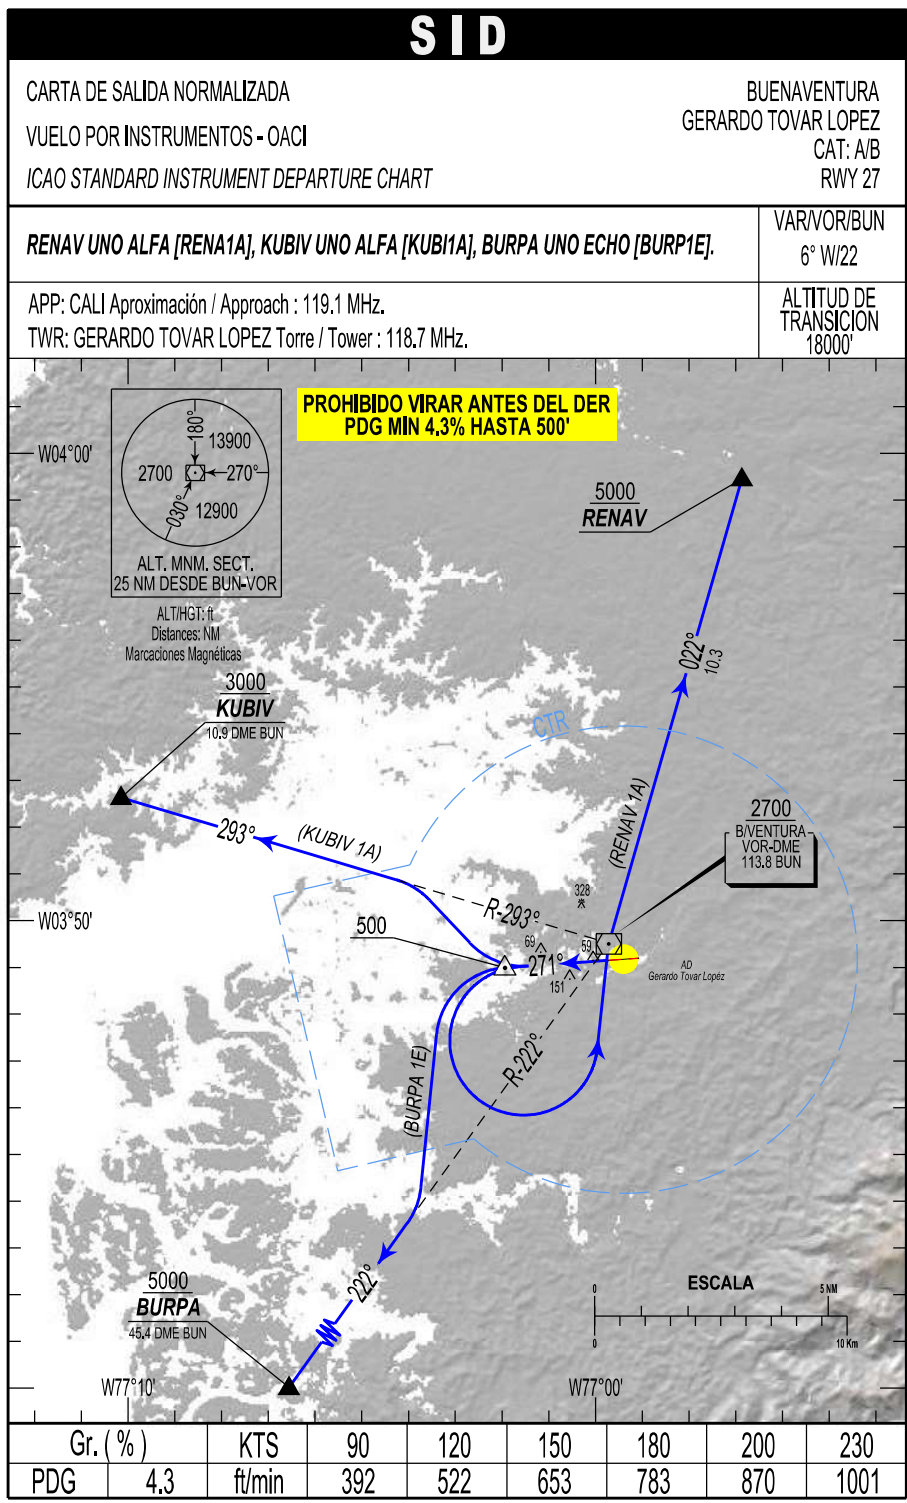 SID
CARTA DE SALIDA NORMALIZADA
VUELO POR INSTRUMENTOS - OACI
ICAO STANDARD INSTRUMENT DEPARTURE CHART
BUENAVENTURA
GERARDO TOVAR LOPEZ
CAT: A/B
RWY 27
RENAV UNO ALFA [RENA1A], KUBIV UNO ALFA [KUBI1A], BURPA UNO ECHO [BURP1E].
VAR/VOR/BUN
6° W/22
APP: CALI Aproximación / Approach : 119.1 MHz.
TWR: GERARDO TOVAR LOPEZ Torre / Tower : 118.7 MHz.
ALTITUD DE
TRANSICION
18000'
PROHIBIDO VIRAR ANTES DEL DER
PDG MIN 4.3% HASTA 500'
W04°00'
180°
13900
2700
270°
030°
12900
ALT. MNM. SECT.
25 NM DESDE BUN-VOR
ALT/HGT: ft
Distances: NM
Marcaciones Magnéticas
5000
RENAV
022°
10.3
3000
KUBIV
10.9 DME BUN
CTR
293°
(KUBIV 1A)
(RENAV 1A)
2700
B/VENTURA
VOR-DME
113.8 BUN
328
R-293°
W03°50'
500
69
59
271°
151
AD
Gerardo Tovar Lopéz
R-222°
(BURPA 1E)
222°
5000
BURPA
45.4 DME BUN
ESCALA
0
5 NM
0
10 Km
W77°10'
W77°00'
Gr. ( % ) KTS 90 120 150 180 200 230
PDG 4.3 ft/min 392 522 653 783 870 1001